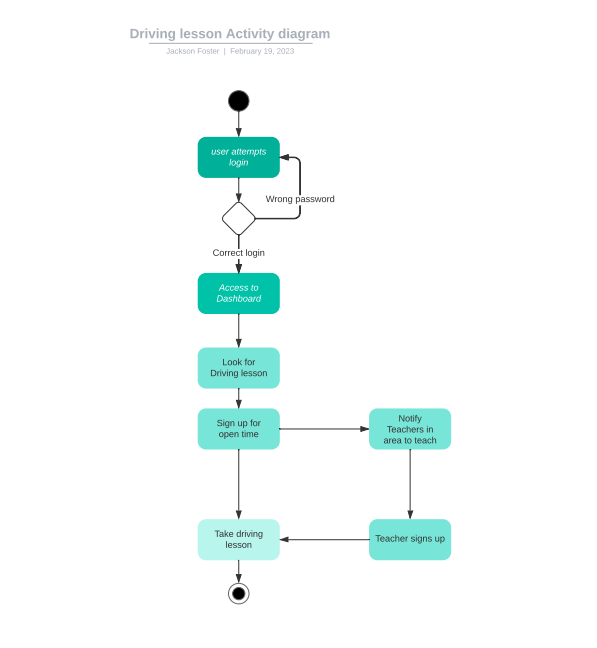 Driving lesson Activity diagram
Jackson Foster | February 19, 2023
user attempts
login
Wrong password
Correct login
Access to
Dashboard
Look for
Driving lesson
Sign up for
open time
Notify
Teachers in
area to teach
Take driving
lesson
Teacher signs up